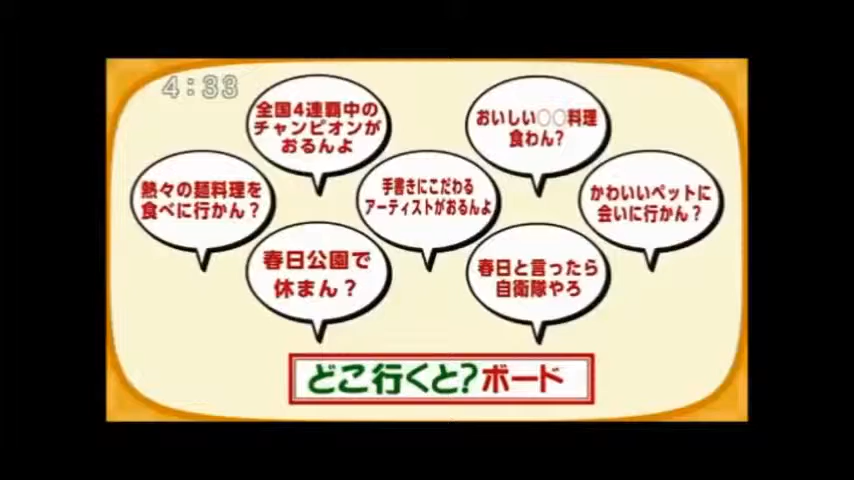 4:33
全国4連覇中の
チャンピオンが
おるんよ
おいしい○○料理
食わん?
熱々の麺料理を
食べに行かん?
手書きにこだわる
アーティストがおるんよ
かわいいペットに
会いに行かん?
春日公園で
休まん?
春日と言ったら
自衛隊やろ
どこ行くと?ボード